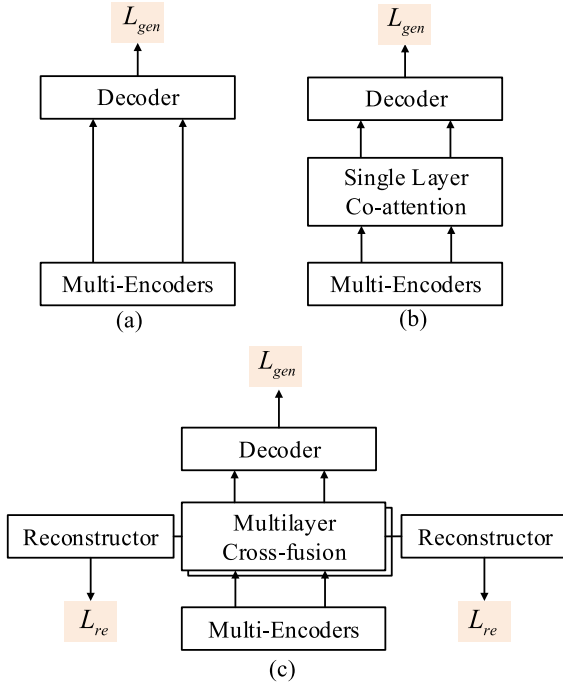 L_gen
Decoder
Multi-Encoders
(a)
L_gen
Decoder
Single Layer
Co-attention
Multi-Encoders
(b)
L_gen
Decoder
Reconstructor
Multilayer
Cross-fusion
Reconstructor
L_re
Multi-Encoders
L_re
(c)